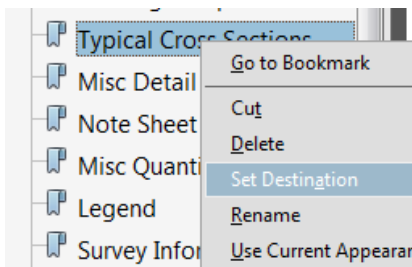 Typical Cross Sections
Go to Bookmark
Misc Detail
Cut
Note Sheet
Delete
Misc Quanti
Set Destination
Legend
Rename
Survey Infor
Use Current Appearan